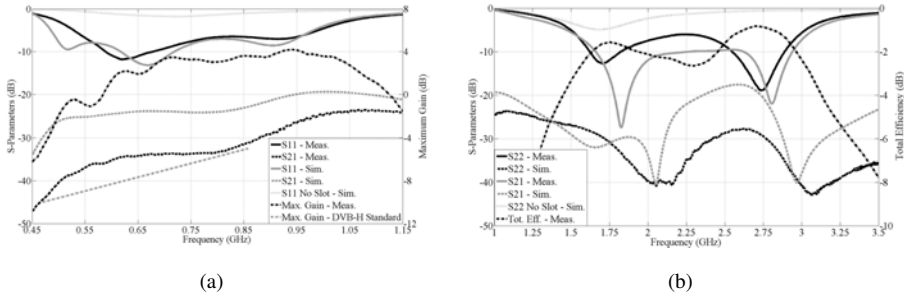 0
-10
-20
-30
-40
-50
S-Parameters (dB)
8
4
0
-4
-8
-12
Maximum Gain (dB)
0.45
0.55
0.65
0.75
0.85
0.95
1.05
1.15
Frequency (GHz)
S11 - Meas.
S21 - Meas.
S11 - Sim.
S21 - Sim.
S11 No Slot - Sim.
Max. Gain - Meas.
Max. Gain - DVB-H Standard
(a)
0
-10
-20
-30
-40
-50
S-Parameters (dB)
0
-2
-4
-6
-8
-10
Total Efficiency (dB)
1
1.25
1.5
1.75
2
2.25
2.5
2.75
3
3.25
3.5
Frequency (GHz)
S22 - Meas.
S22 - Sim.
S21 - Meas.
S21 - Sim.
S22 No Slot - Sim.
Tot. Eff. - Meas.
(b)